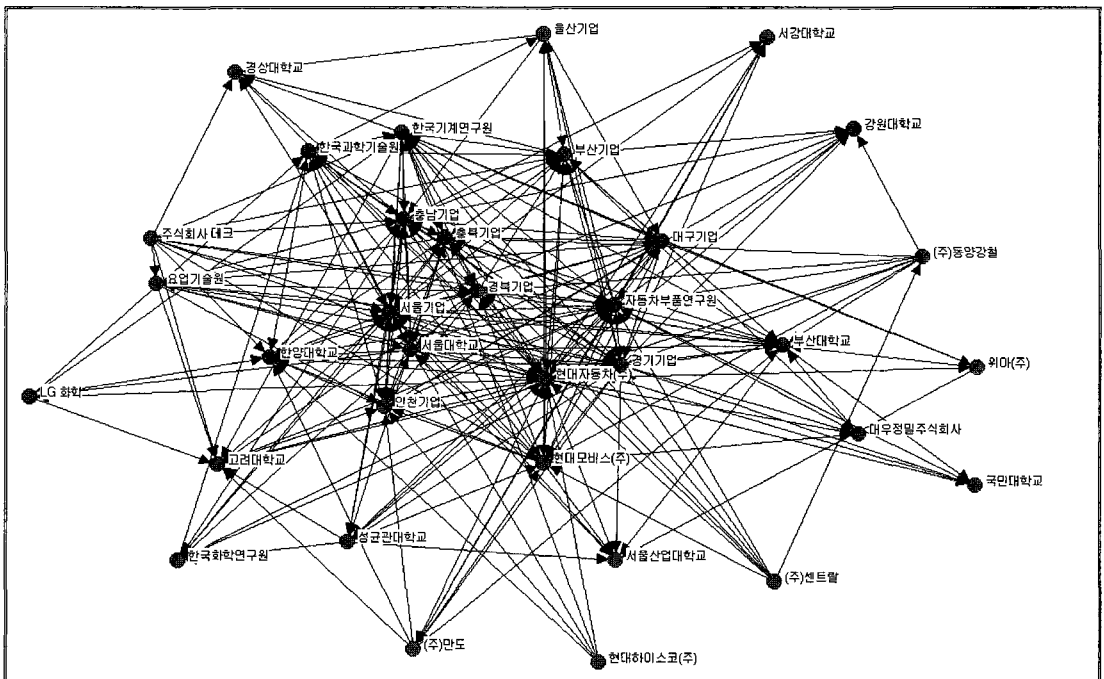 울산기업
서강대학교
경상대학교
한국기계연구원
강원대학교
한국과학기술원
부산기업
충남기업
충북기업
대구기업
주식회사 데크
(주)동양강철
요업기술원
경북기업
자동차부품연구원
서울기업
서울대학교
부산대학교
한양대학교
경기기업
위아(주)
현대자동차(주)
LG 화학
인천기업
대우정밀주식회사
고려대학교
현대모비스(주)
국민대학교
성균관대학교
한국화학연구원
서울산업대학교
(주)센트랄
(주)만도
현대하이스코(주)